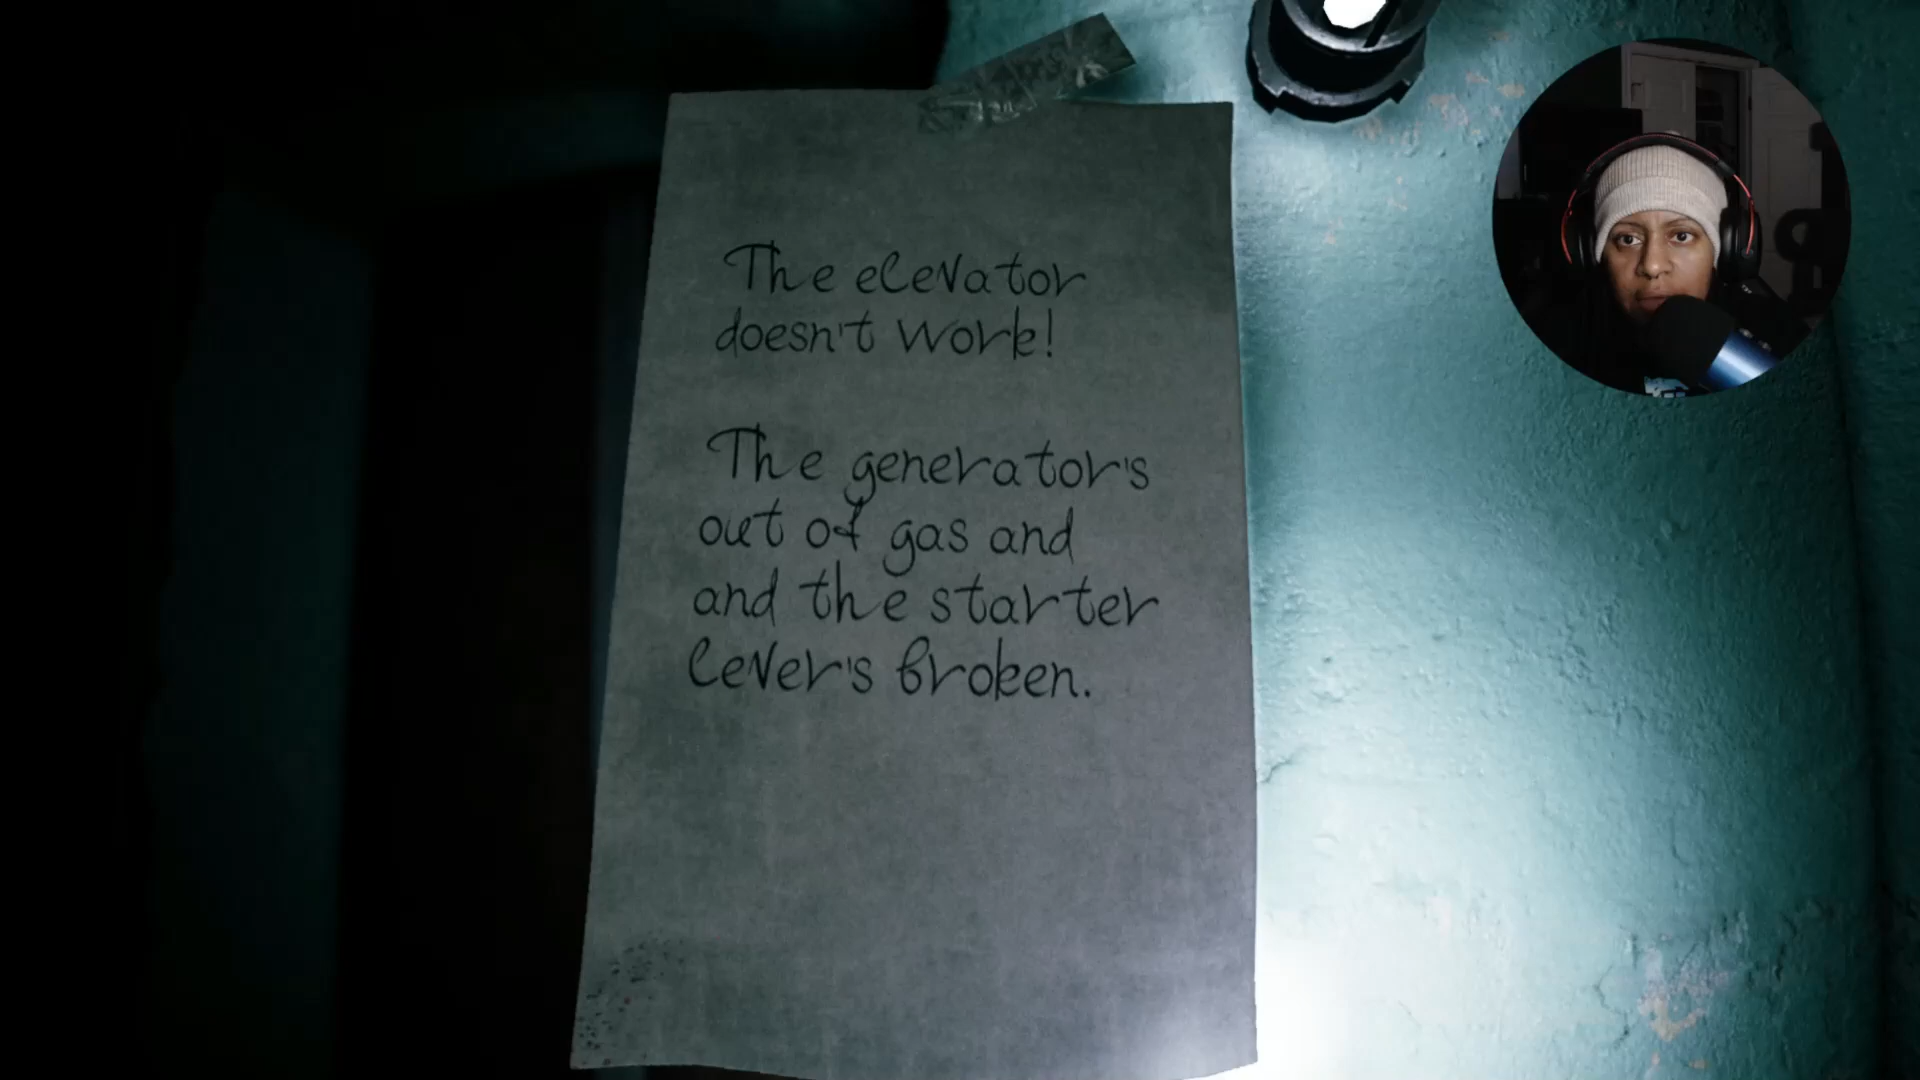 The elevator
doesn't work!
The generator's
out of gas and
and the starter
lever's broken.